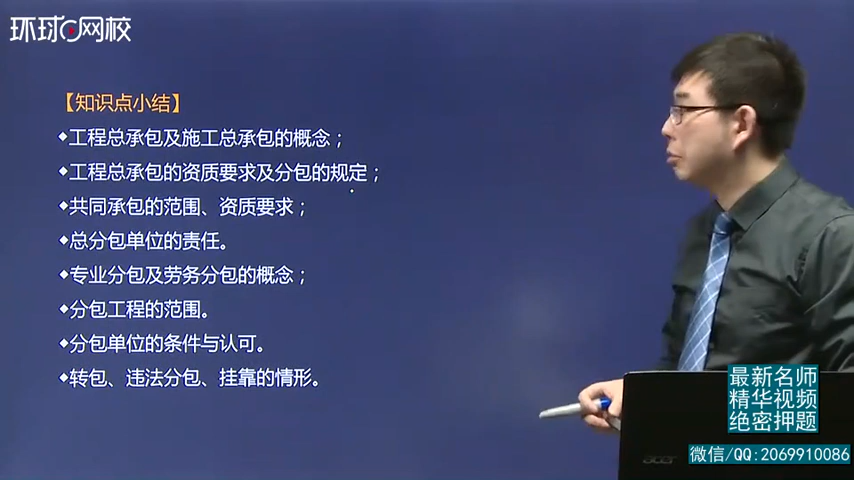 环球网校
【知识点小结】
◆工程总承包及施工总承包的概念；
◆工程总承包的资质要求及分包的规定；
◆共同承包的范围、资质要求；
◆总分包单位的责任。
◆专业分包及劳务分包的概念；
◆分包工程的范围。
◆分包单位的条件与认可。
◆转包、违法分包、挂靠的情形。
最新名师
精华视频
绝密押题
微信/QQ:2069910086
acer